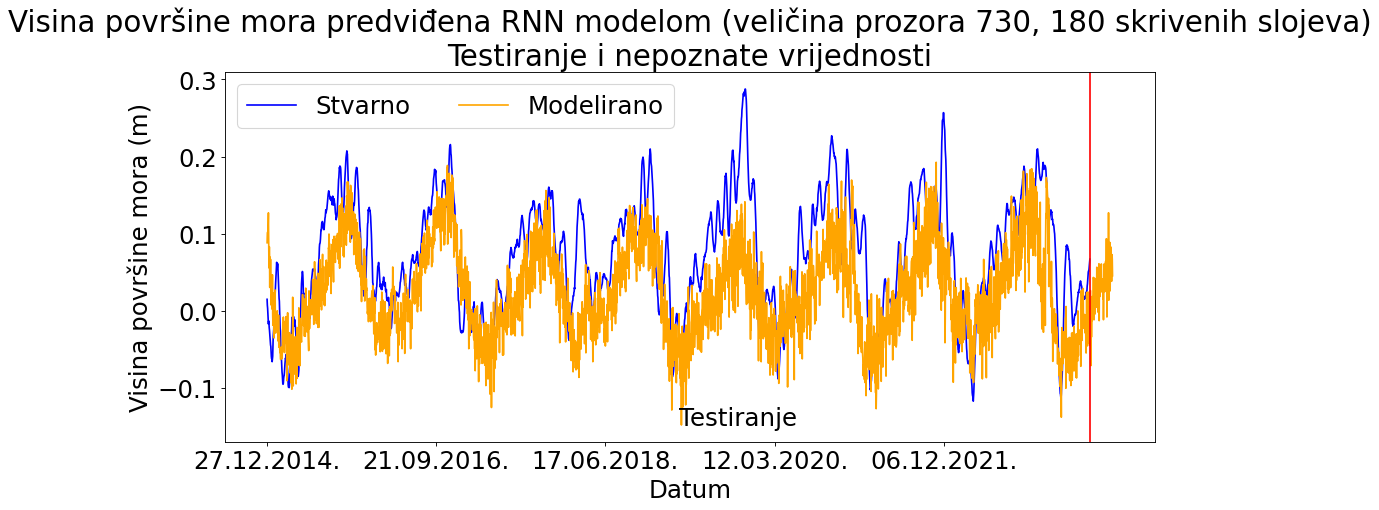 Visina površine mora predviđena RNN modelom (veličina prozora 730, 180 skrivenih slojeva)
Testiranje i nepoznate vrijednosti
Stvarno
Modelirano
0.3
0.2
0.1
0.0
−0.1
Visina površine mora (m)
Testiranje
27.12.2014.
21.09.2016.
17.06.2018.
12.03.2020.
06.12.2021.
Datum